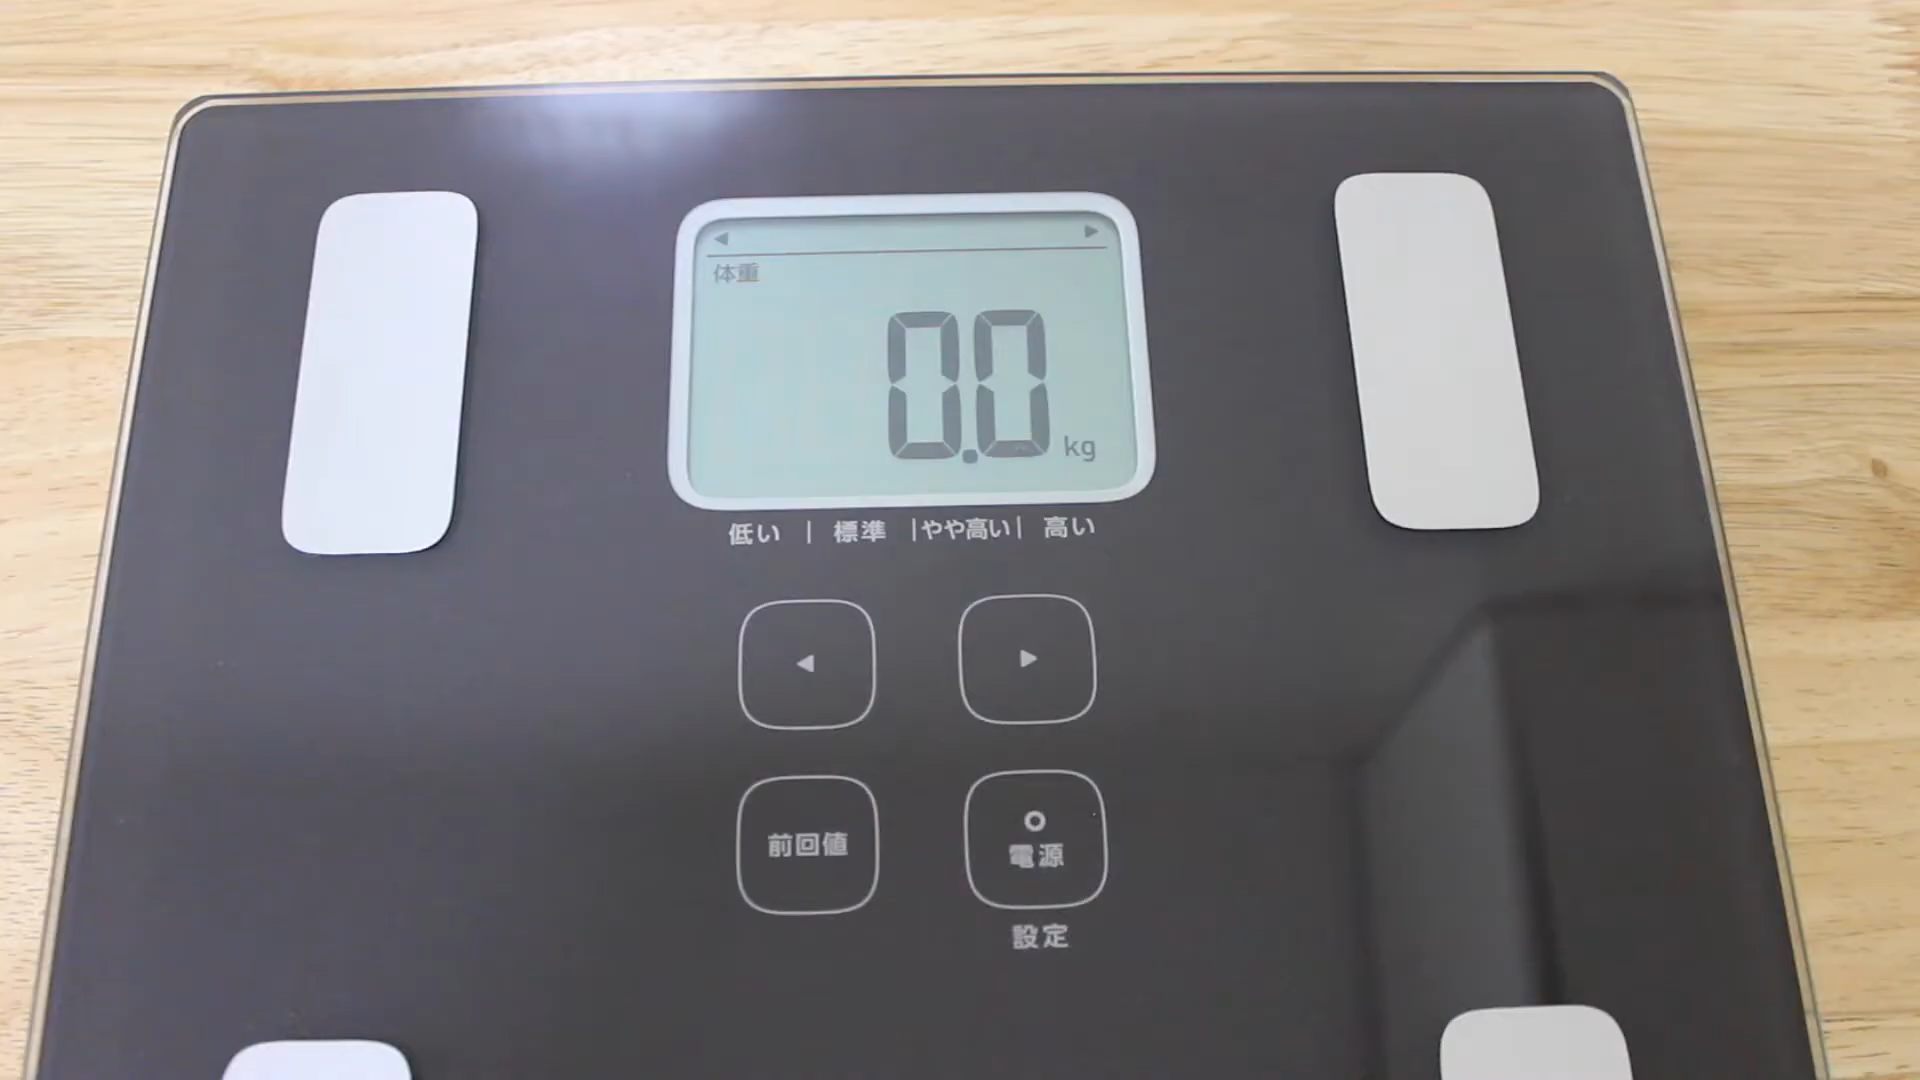 ◀ ▶
体重
0.0 kg
低い | 標準 | やや高い | 高い
◀ ▶
前回値
電源
設定